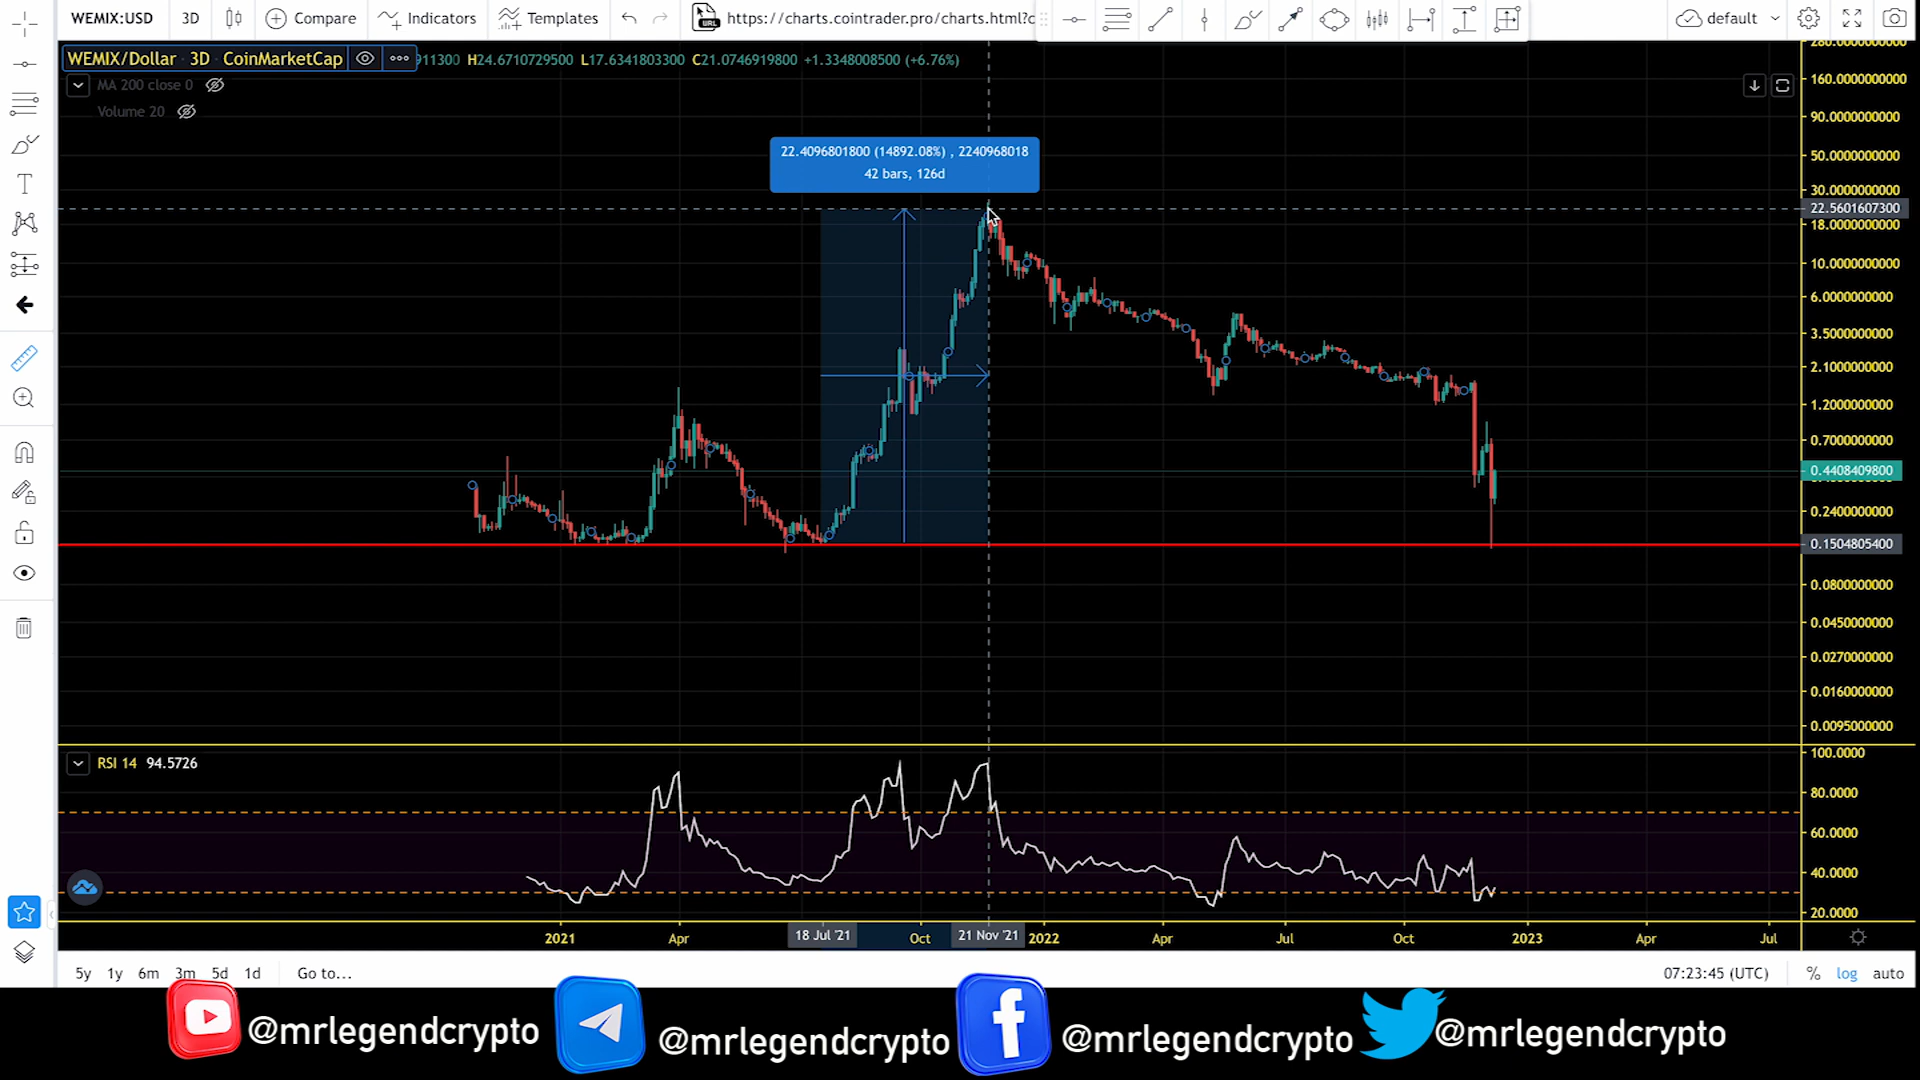 WEMIX:USD 3D Compare Indicators Templates https://charts.cointrader.pro/charts.html?c default
WEMIX/Dollar 3D CoinMarketCap 911300 H24.6710729500 L17.6341803300 C21.0746919800 +1.3348008500 (+6.76%)
MA 200 close 0
Volume 20
22.4096801800 (14892.08%) , 2240968018
42 bars, 126d
160.0000000000
90.0000000000
50.0000000000
30.0000000000
22.5601607300
18.0000000000
10.0000000000
6.0000000000
3.5000000000
2.1000000000
1.2000000000
0.7000000000
0.4408409800
0.2400000000
0.1504805400
0.0800000000
0.0450000000
0.0270000000
0.0160000000
0.0095000000
RSI 14 94.5726
100.0000
80.0000
60.0000
40.0000
20.0000
2021 Apr 18 Jul '21 Oct 21 Nov '21 2022 Apr Jul Oct 2023 Apr Jul
5y 1y 6m 3m 5d 1d Go to... 07:23:45 (UTC) % log auto
@mrlegendcrypto @mrlegendcrypto @mrlegendcrypto @mrlegendcrypto